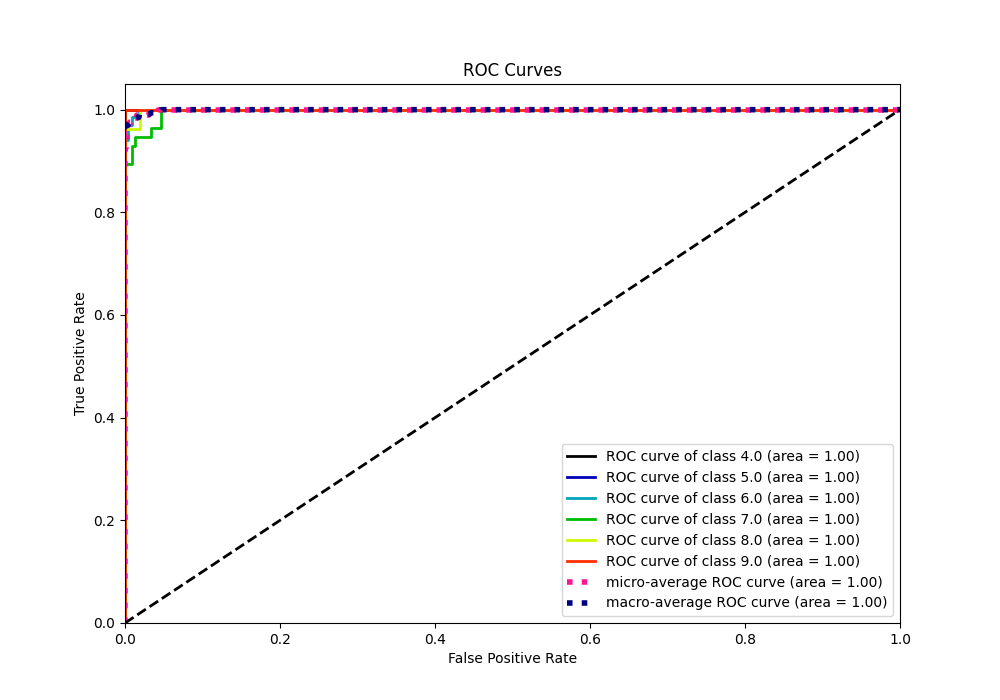 ROC Curves
1.0
0.8
0.6
0.4
0.2
0.0
True Positive Rate
0.0 0.2 0.4 0.6 0.8 1.0
False Positive Rate
ROC curve of class 4.0 (area = 1.00)
ROC curve of class 5.0 (area = 1.00)
ROC curve of class 6.0 (area = 1.00)
ROC curve of class 7.0 (area = 1.00)
ROC curve of class 8.0 (area = 1.00)
ROC curve of class 9.0 (area = 1.00)
micro-average ROC curve (area = 1.00)
macro-average ROC curve (area = 1.00)